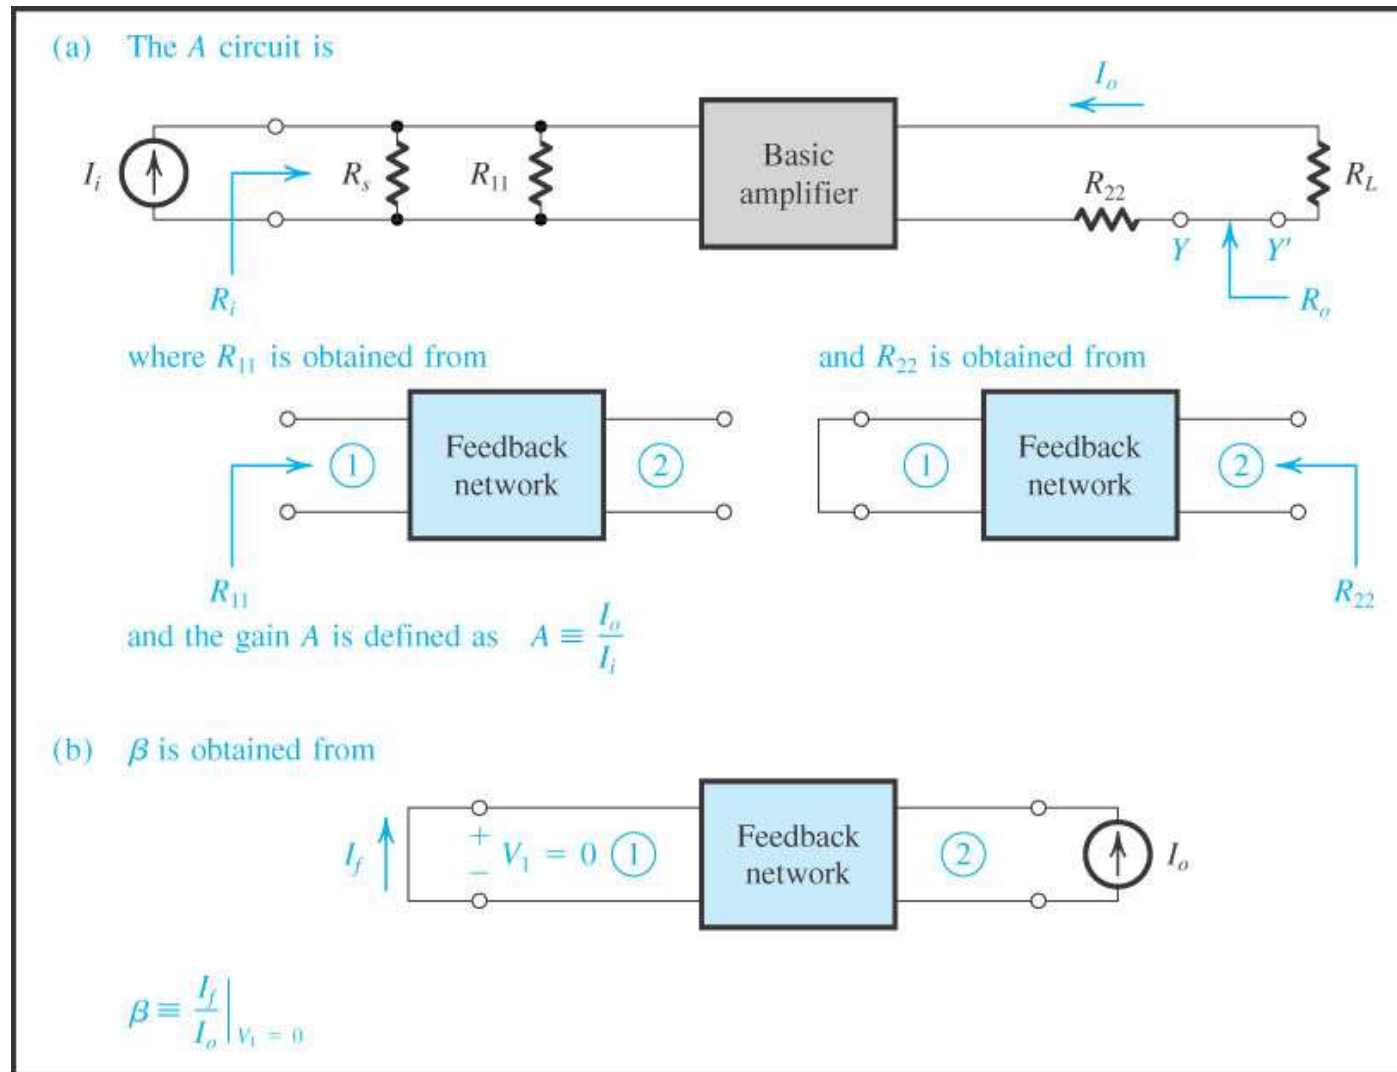 (a) The A circuit is
I_o
I_i
R_s
R_11
Basic
amplifier
R_22
R_L
Y
Y'
R_i
R_o
where R_11 is obtained from
and R_22 is obtained from
①
Feedback
network
②
①
Feedback
network
②
R_11
R_22
and the gain A is defined as A ≡ I_o/I_i
(b) β is obtained from
I_f
+
V_1 = 0 ①
−
Feedback
network
②
I_o
β ≡ I_f/I_o |V_1 = 0